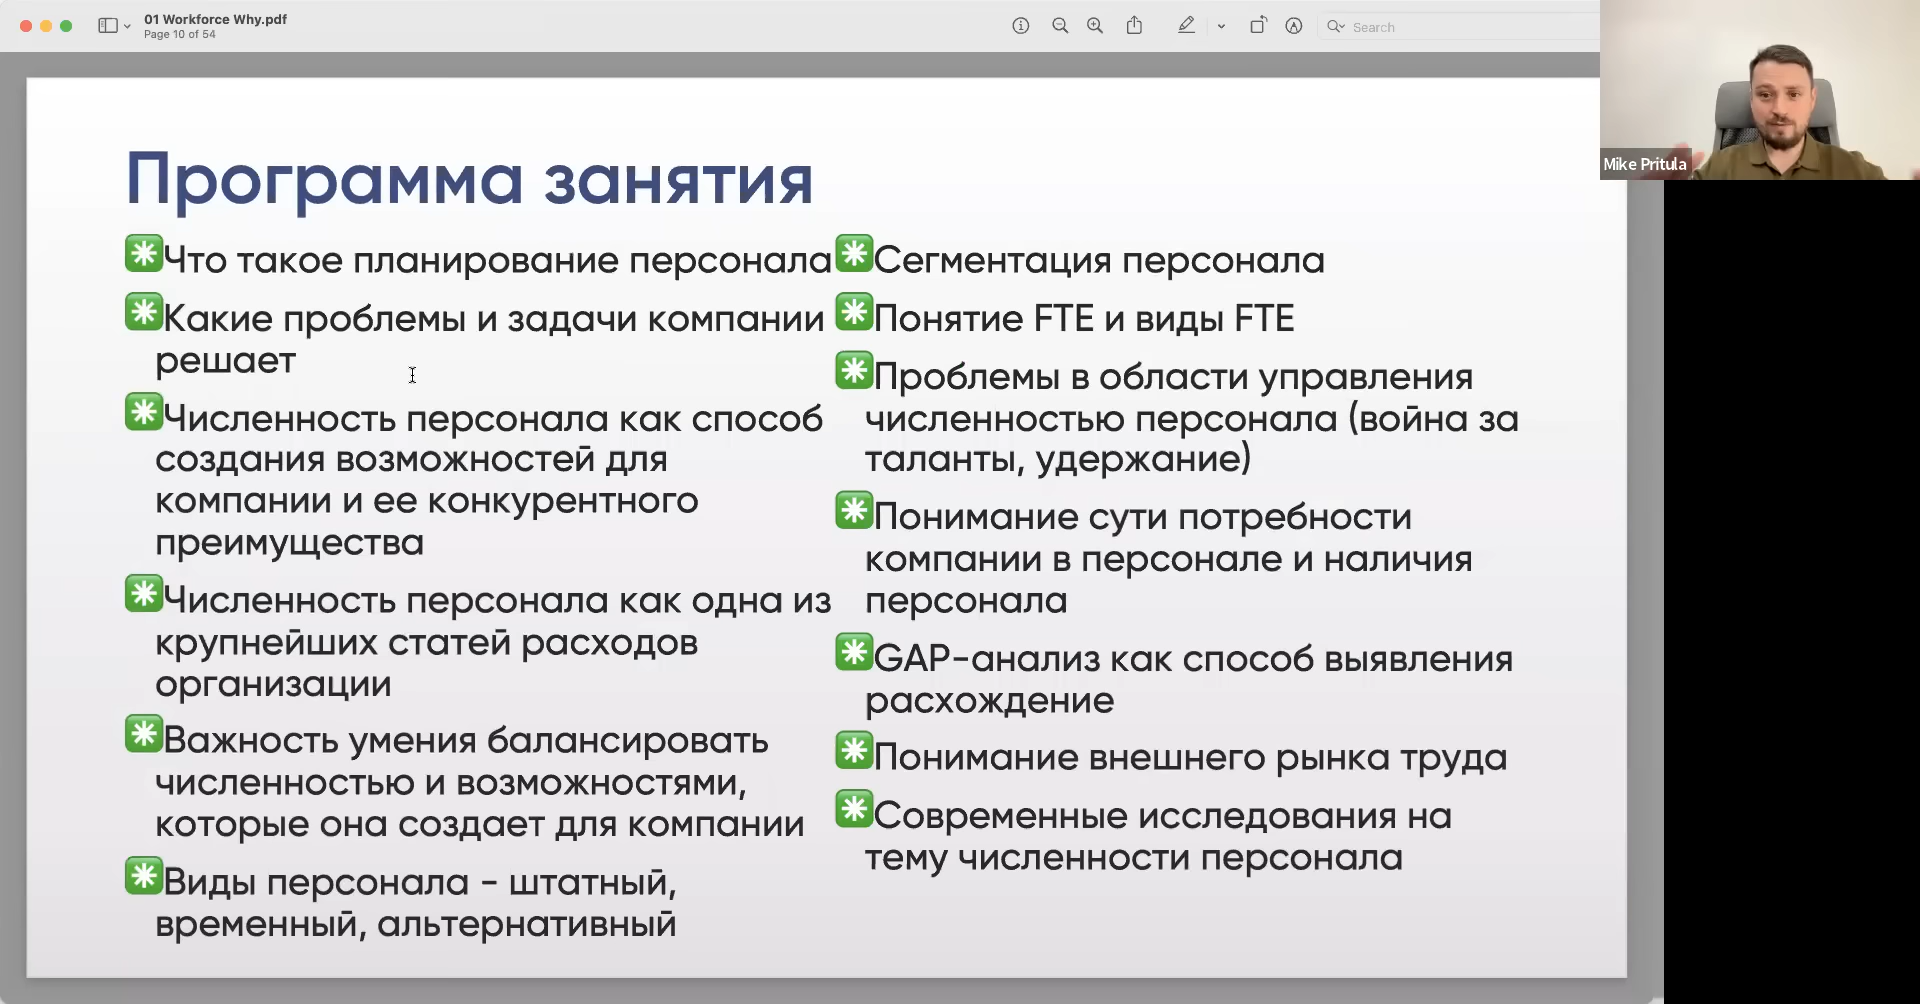 01 Workforce Why.pdf
Page 10 of 54
Search
Mike Pritula
Программа занятия
Что такое планирование персонала
Какие проблемы и задачи компании
решает
Численность персонала как способ
создания возможностей для
компании и ее конкурентного
преимущества
Численность персонала как одна из
крупнейших статей расходов
организации
Важность умения балансировать
численностью и возможностями,
которые она создает для компании
Виды персонала - штатный,
временный, альтернативный
Сегментация персонала
Понятие FTE и виды FTE
Проблемы в области управления
численностью персонала (война за
таланты, удержание)
Понимание сути потребности
компании в персонале и наличия
персонала
GAP-анализ как способ выявления
расхождение
Понимание внешнего рынка труда
Современные исследования на
тему численности персонала